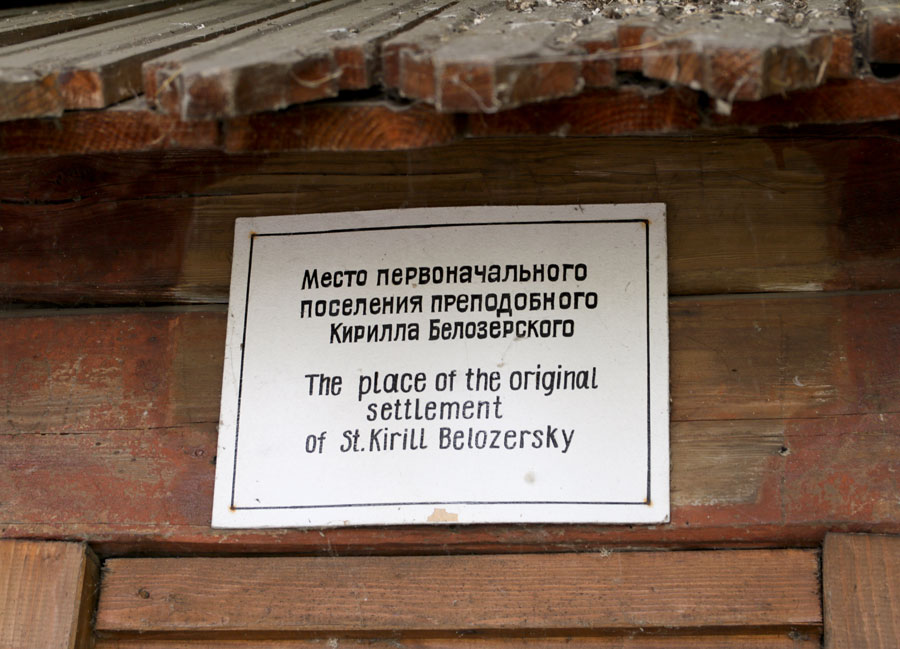 Место первоначального
поселения преподобного
Кирилла Белозерского
The place of the original
settlement
of St. Kirill Belozersky